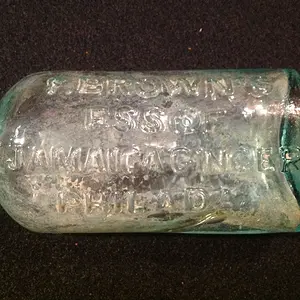 F. BROWN'S
ESS OF
JAMAICA GINGER
PHILADA